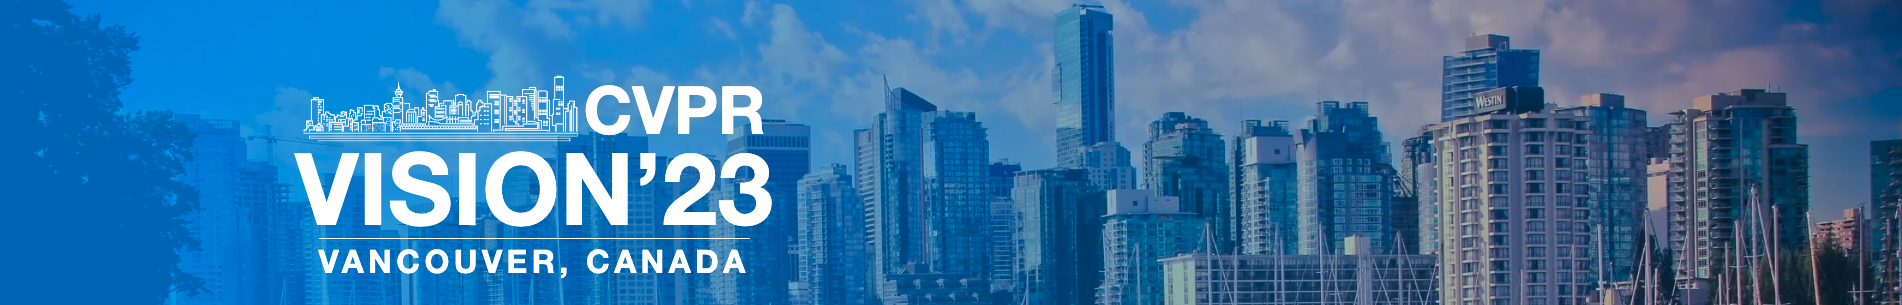 CVPR
VISION'23
VANCOUVER, CANADA
WESTIN